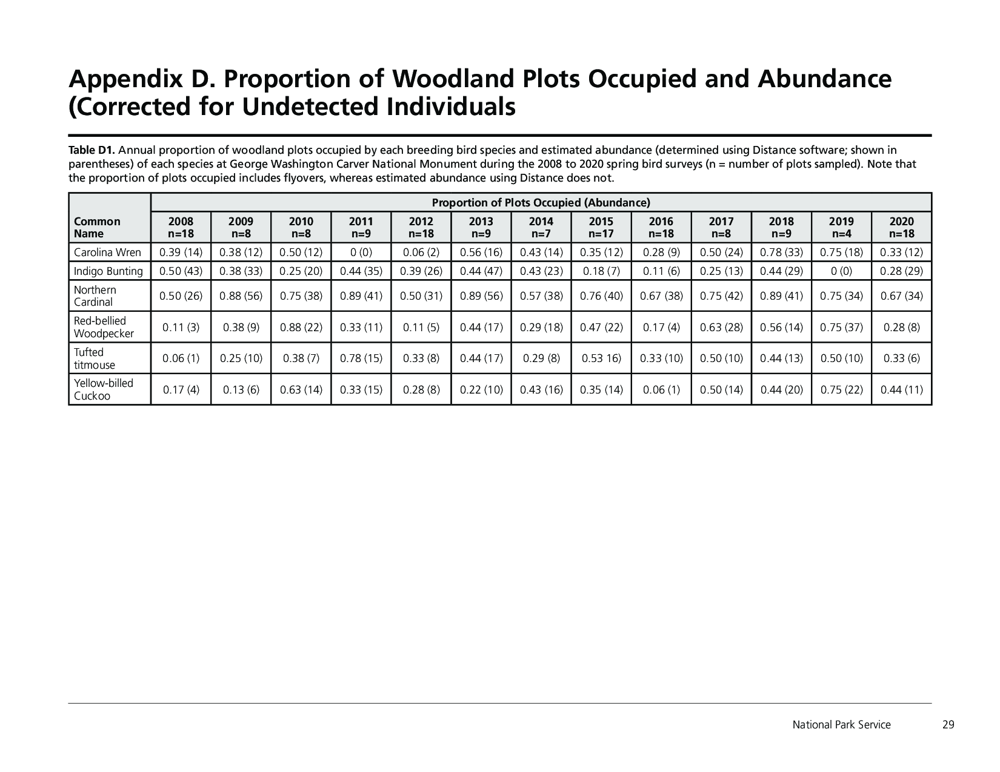 Appendix D. Proportion of Woodland Plots Occupied and Abundance
(Corrected for Undetected Individuals
Table D1. Annual proportion of woodland plots occupied by each breeding bird species and estimated abundance (determined using Distance software; shown in
parentheses) of each species at George Washington Carver National Monument during the 2008 to 2020 spring bird surveys (n = number of plots sampled). Note that
the proportion of plots occupied includes flyovers, whereas estimated abundance using Distance does not.
Proportion of Plots Occupied (Abundance)
Common 2008 2009 2010 2011 2012 2013 2014 2015 2016 2017 2018 2019 2020
Name n=18 n=8 n=8 n=9 n=18 n=9 n=7 n=17 n=18 n=8 n=9 n=4 n=18
Carolina Wren 0.39 (14) 0.38 (12) 0.50 (12) 0 (0) 0.06 (2) 0.56 (16) 0.43 (14) 0.35 (12) 0.28 (9) 0.50 (24) 0.78 (33) 0.75 (18) 0.33 (12)
Indigo Bunting 0.50 (43) 0.38 (33) 0.25 (20) 0.44 (35) 0.39 (26) 0.44 (47) 0.43 (23) 0.18 (7) 0.11 (6) 0.25 (13) 0.44 (29) 0 (0) 0.28 (29)
Northern
Cardinal 0.50 (26) 0.88 (56) 0.75 (38) 0.89 (41) 0.50 (31) 0.89 (56) 0.57 (38) 0.76 (40) 0.67 (38) 0.75 (42) 0.89 (41) 0.75 (34) 0.67 (34)
Red-bellied
Woodpecker 0.11 (3) 0.38 (9) 0.88 (22) 0.33 (11) 0.11 (5) 0.44 (17) 0.29 (18) 0.47 (22) 0.17 (4) 0.63 (28) 0.56 (14) 0.75 (37) 0.28 (8)
Tufted
titmouse 0.06 (1) 0.25 (10) 0.38 (7) 0.78 (15) 0.33 (8) 0.44 (17) 0.29 (8) 0.53 16) 0.33 (10) 0.50 (10) 0.44 (13) 0.50 (10) 0.33 (6)
Yellow-billed
Cuckoo 0.17 (4) 0.13 (6) 0.63 (14) 0.33 (15) 0.28 (8) 0.22 (10) 0.43 (16) 0.35 (14) 0.06 (1) 0.50 (14) 0.44 (20) 0.75 (22) 0.44 (11)
National Park Service 29